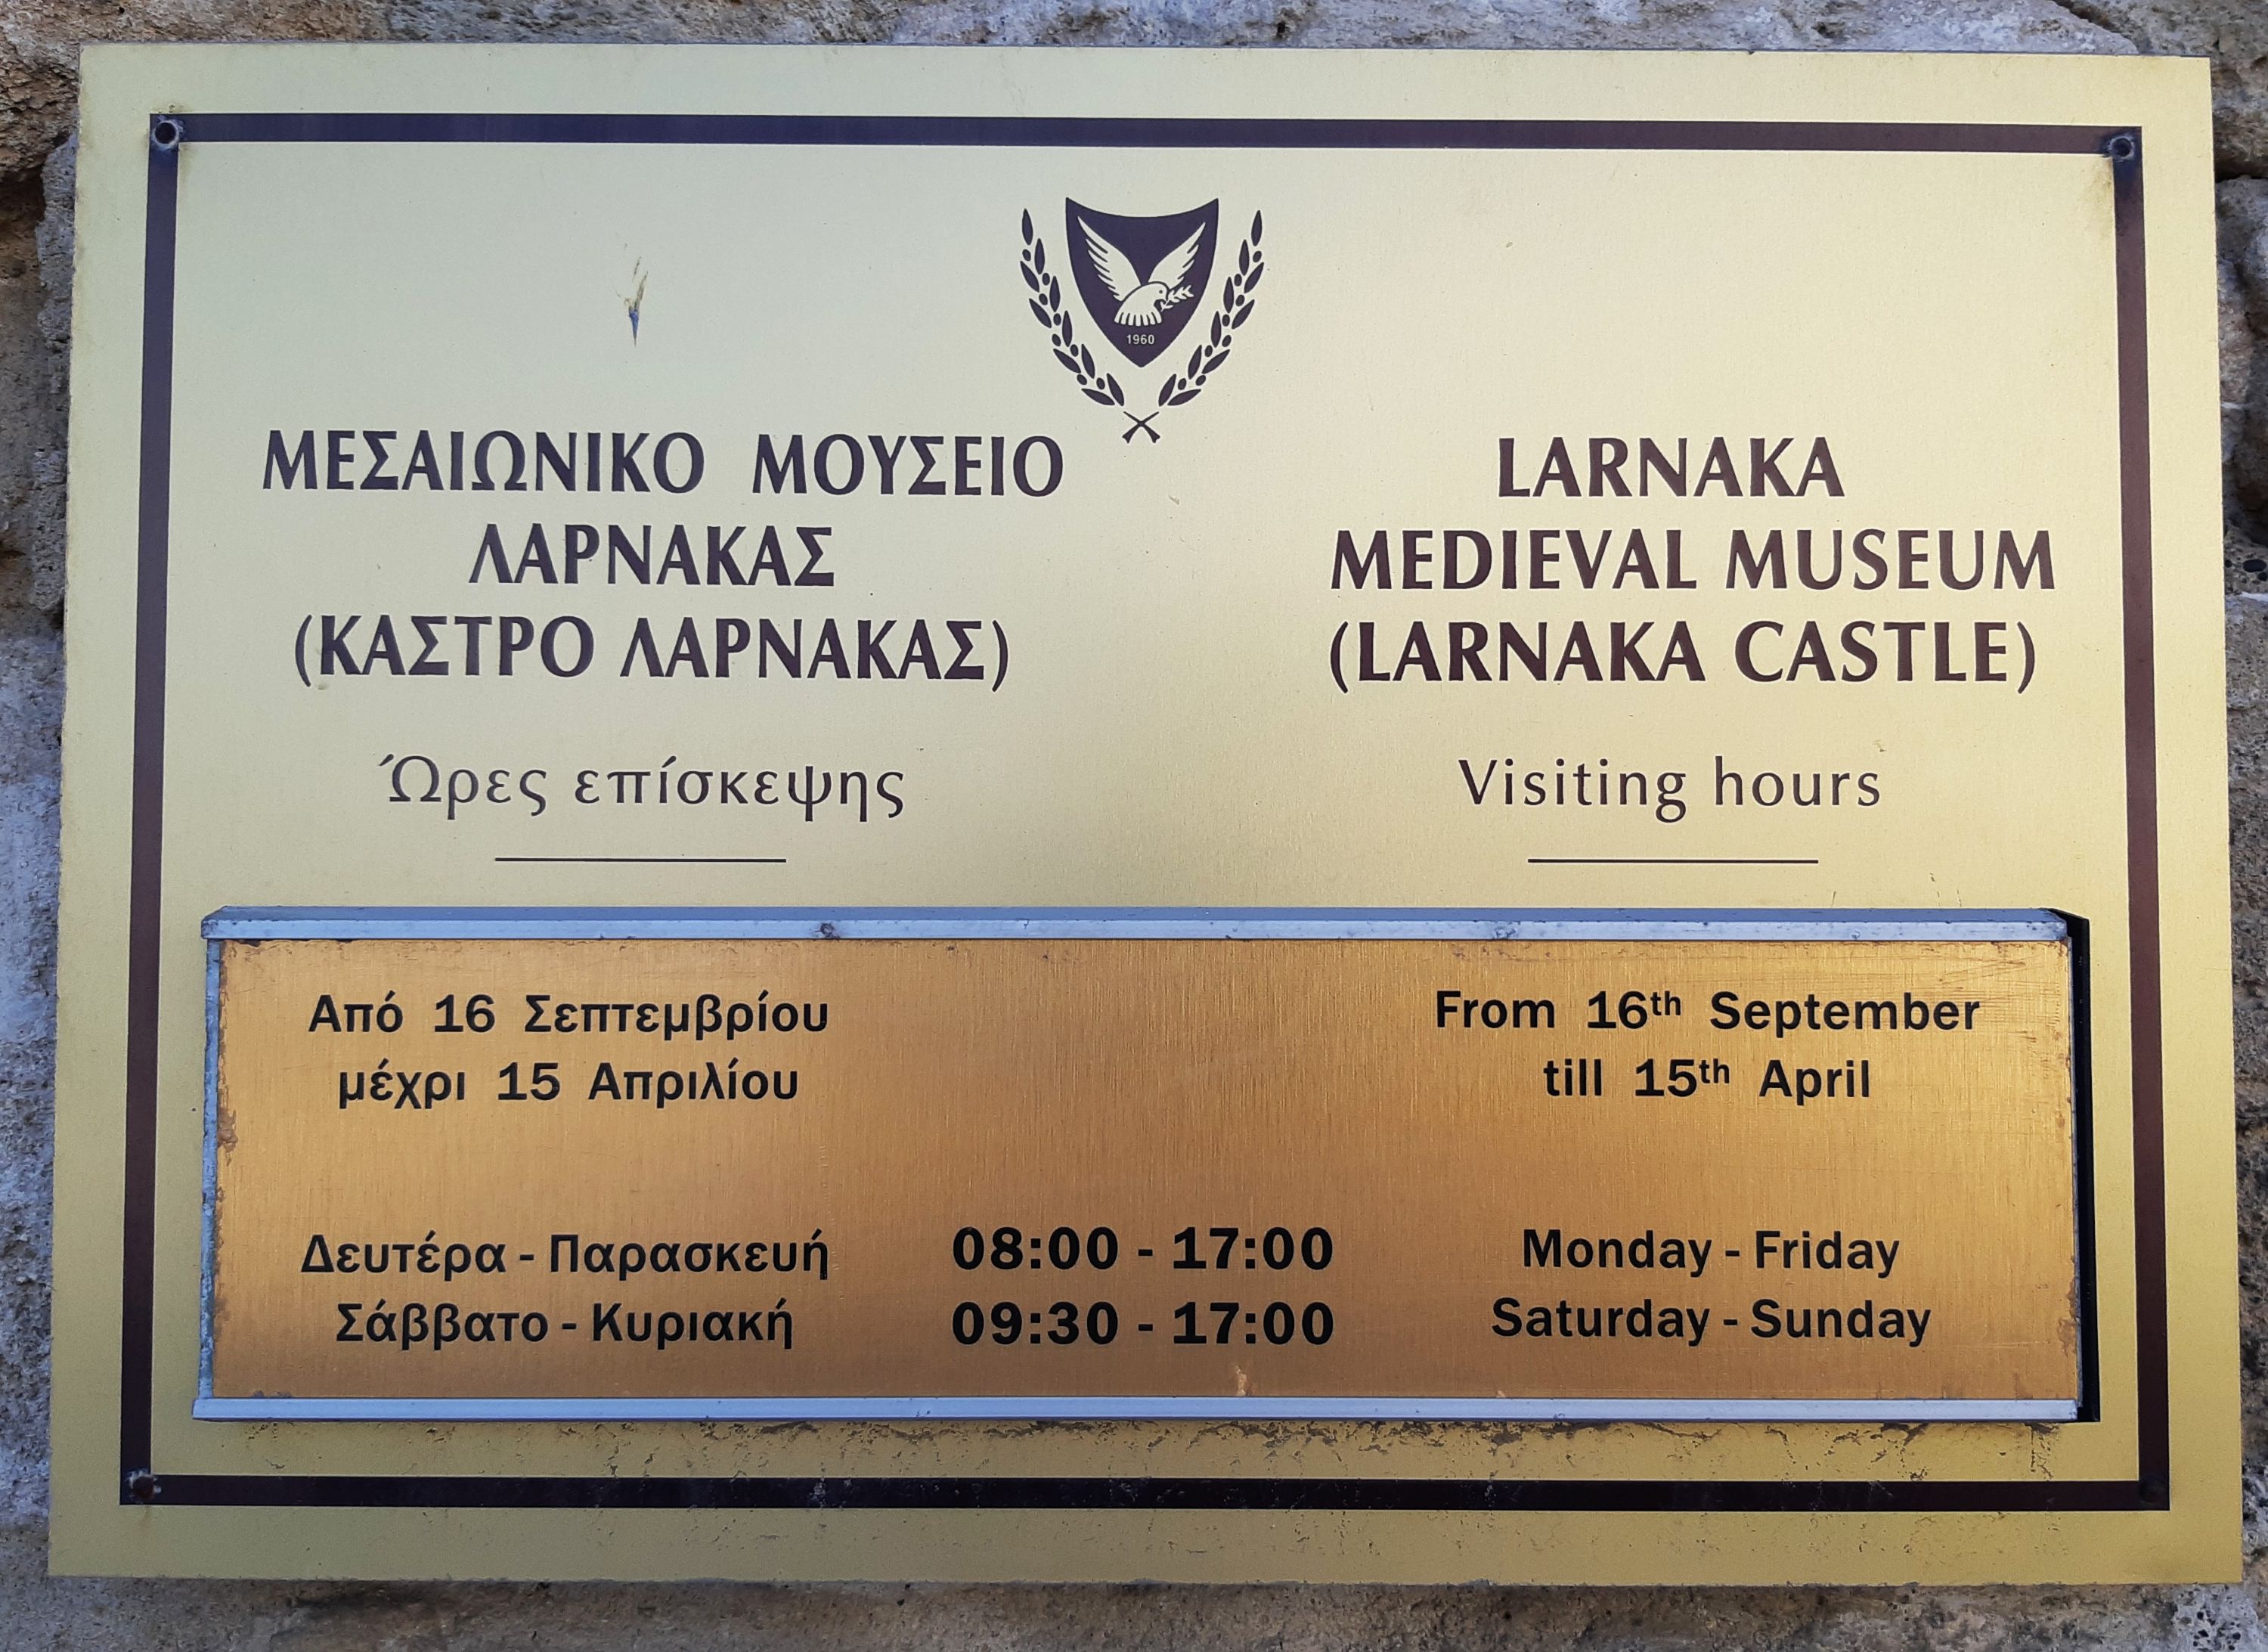 1960
ΜΕΣΑΙΩΝΙΚΟ ΜΟΥΣΕΙΟ
ΛΑΡΝΑΚΑΣ
(ΚΑΣΤΡΟ ΛΑΡΝΑΚΑΣ)
Ώρες επίσκεψης
LARNAKA
MEDIEVAL MUSEUM
(LARNAKA CASTLE)
Visiting hours
Από 16 Σεπτεμβρίου
μέχρι 15 Απριλίου
From 16th September
till 15th April
Δευτέρα - Παρασκευή 08:00 - 17:00 Monday - Friday
Σάββατο - Κυριακή 09:30 - 17:00 Saturday - Sunday